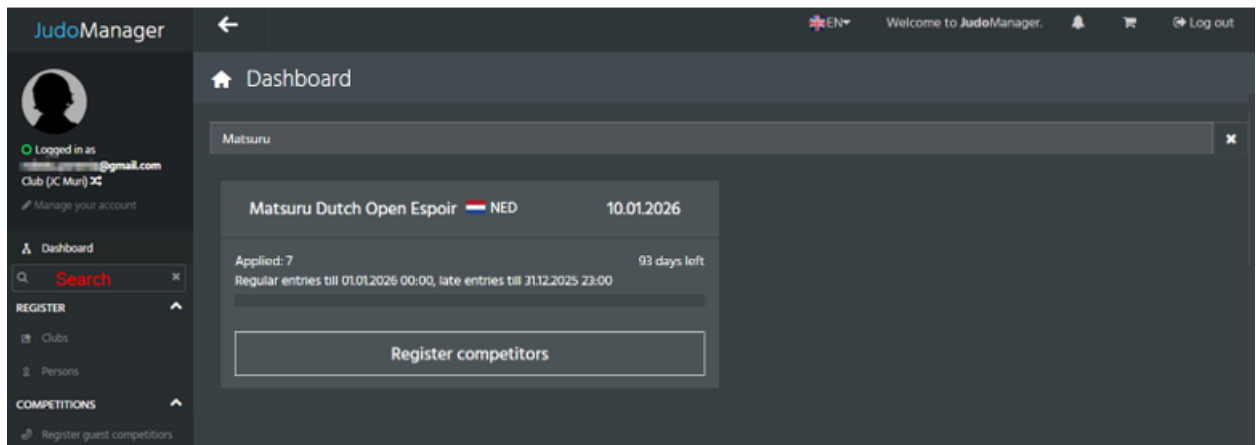 JudoManager
EN
Welcome to JudoManager.
Log out
Dashboard
Logged in as
@gmail.com
Club (JC Muri)
Manage your account
Dashboard
Search
REGISTER
Clubs
Persons
COMPETITIONS
Register guest competitiors
Matsuru
Matsuru Dutch Open Espoir NED 10.01.2026
Applied: 7 93 days left
Regular entries till 01.01.2026 00:00, late entries till 31.12.2025 23:00
Register competitors